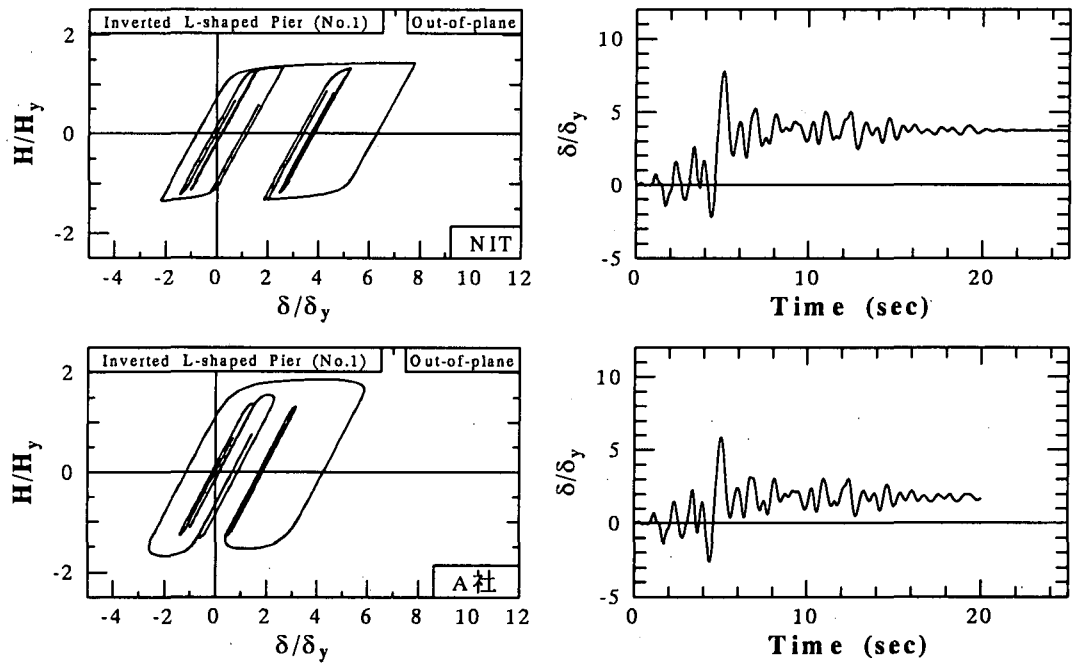 Inverted L-shaped Pier (No.1)
Out-of-plane
2
0
-2
H/Hy
NIT
-4 -2 0 2 4 6 8 10 12
δ/δy
10
5
0
-5
δ/δy
0 10 20
Time (sec)
Inverted L-shaped Pier (No.1)
Out-of-plane
2
0
-2
H/Hy
A社
-4 -2 0 2 4 6 8 10 12
δ/δy
10
5
0
-5
δ/δy
0 10 20
Time (sec)